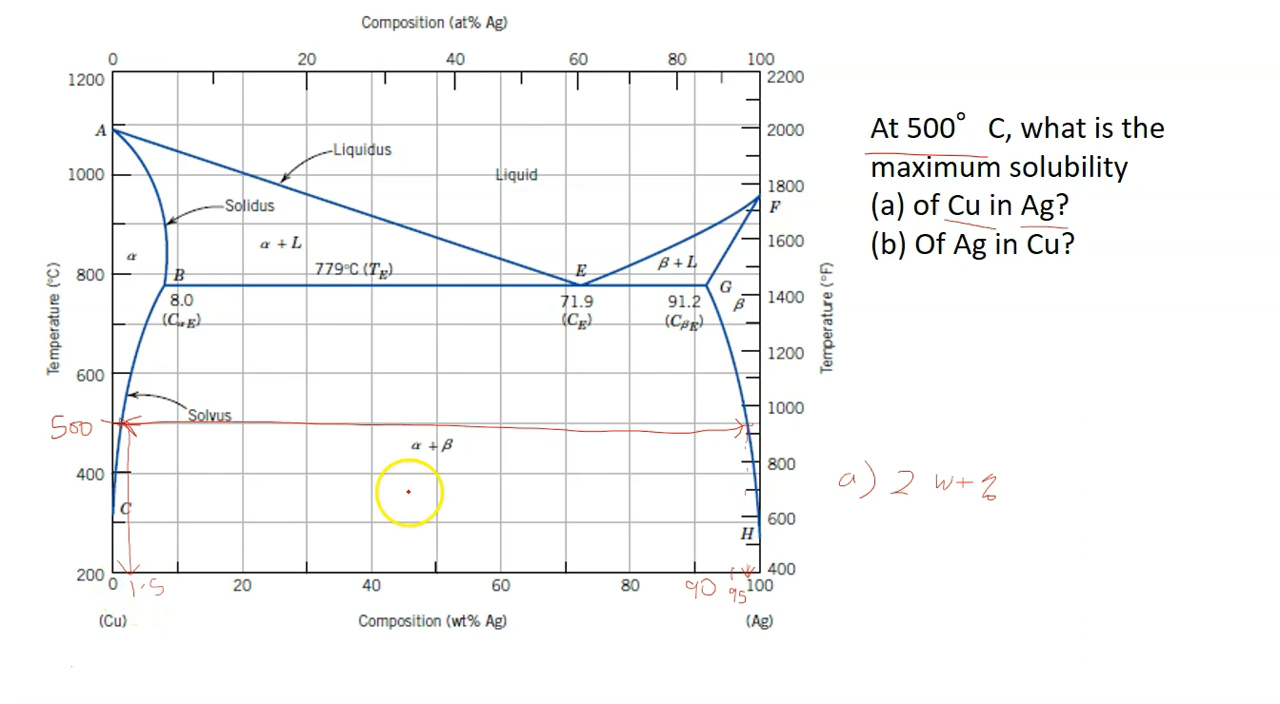 Composition (at% Ag)
0 20 40 60 80 100
1200 2200
A 2000
Liquidus
1000 Liquid 1800
Solidus F
α + L 1600
α β + L
800 B 779°C (T_E) E G
8.0 71.9 91.2 β 1400
(C_αE) (C_E) (C_βE)
1200
600
1000
Solvus
500
α + β
400 800
C 600
H
200 400
0 20 40 60 80 100
1.5 90 95
(Cu) Composition (wt% Ag) (Ag)
Temperature (°C)
Temperature (°F)
At 500° C, what is the
maximum solubility
(a) of Cu in Ag?
(b) Of Ag in Cu?
a) 2 wt%